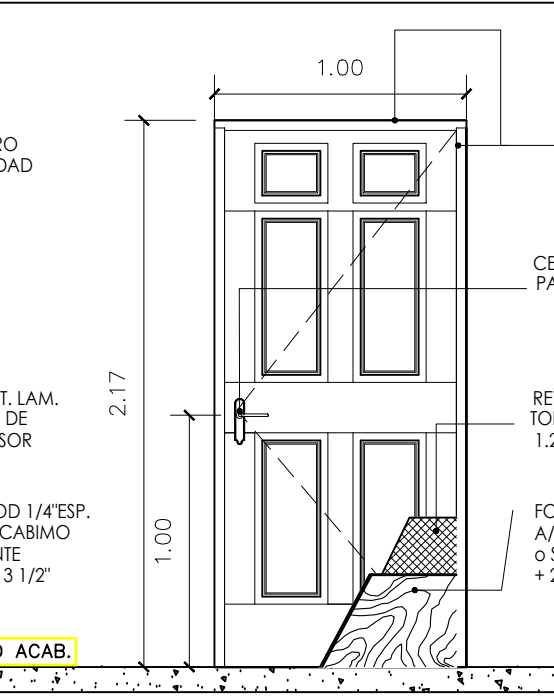 1.00
RO
DAD
CE
PA
2.17
T. LAM.
DE
SOR
1.00
OD 1/4"ESP.
CABIMO
NTE
3 1/2"
RE
TO
1.2
FO
A/
o S
+ 2
O ACAB.